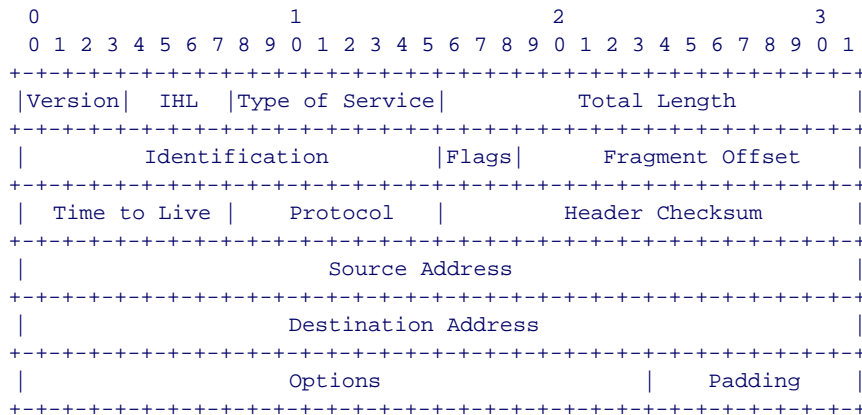 0                   1                   2                   3
0 1 2 3 4 5 6 7 8 9 0 1 2 3 4 5 6 7 8 9 0 1 2 3 4 5 6 7 8 9 0 1
+-+-+-+-+-+-+-+-+-+-+-+-+-+-+-+-+-+-+-+-+-+-+-+-+-+-+-+-+-+-+-+-+
|Version|  IHL  |Type of Service|          Total Length         |
+-+-+-+-+-+-+-+-+-+-+-+-+-+-+-+-+-+-+-+-+-+-+-+-+-+-+-+-+-+-+-+-+
|         Identification        |Flags|      Fragment Offset    |
+-+-+-+-+-+-+-+-+-+-+-+-+-+-+-+-+-+-+-+-+-+-+-+-+-+-+-+-+-+-+-+-+
|  Time to Live |    Protocol   |         Header Checksum       |
+-+-+-+-+-+-+-+-+-+-+-+-+-+-+-+-+-+-+-+-+-+-+-+-+-+-+-+-+-+-+-+-+
|                       Source Address                          |
+-+-+-+-+-+-+-+-+-+-+-+-+-+-+-+-+-+-+-+-+-+-+-+-+-+-+-+-+-+-+-+-+
|                    Destination Address                        |
+-+-+-+-+-+-+-+-+-+-+-+-+-+-+-+-+-+-+-+-+-+-+-+-+-+-+-+-+-+-+-+-+
|                    Options                    |    Padding    |
+-+-+-+-+-+-+-+-+-+-+-+-+-+-+-+-+-+-+-+-+-+-+-+-+-+-+-+-+-+-+-+-+